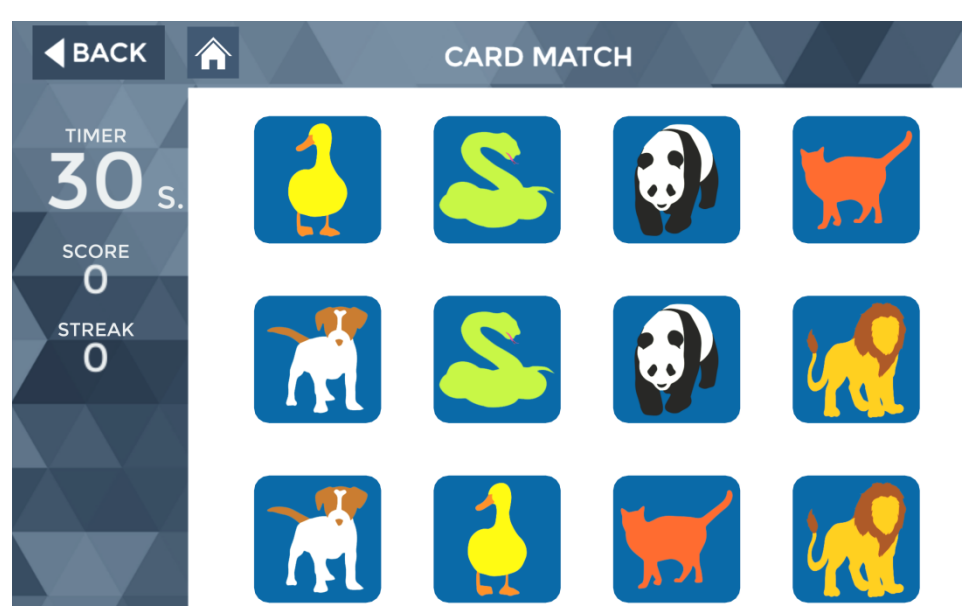 BACK
CARD MATCH
TIMER
30 s.
SCORE
0
STREAK
0